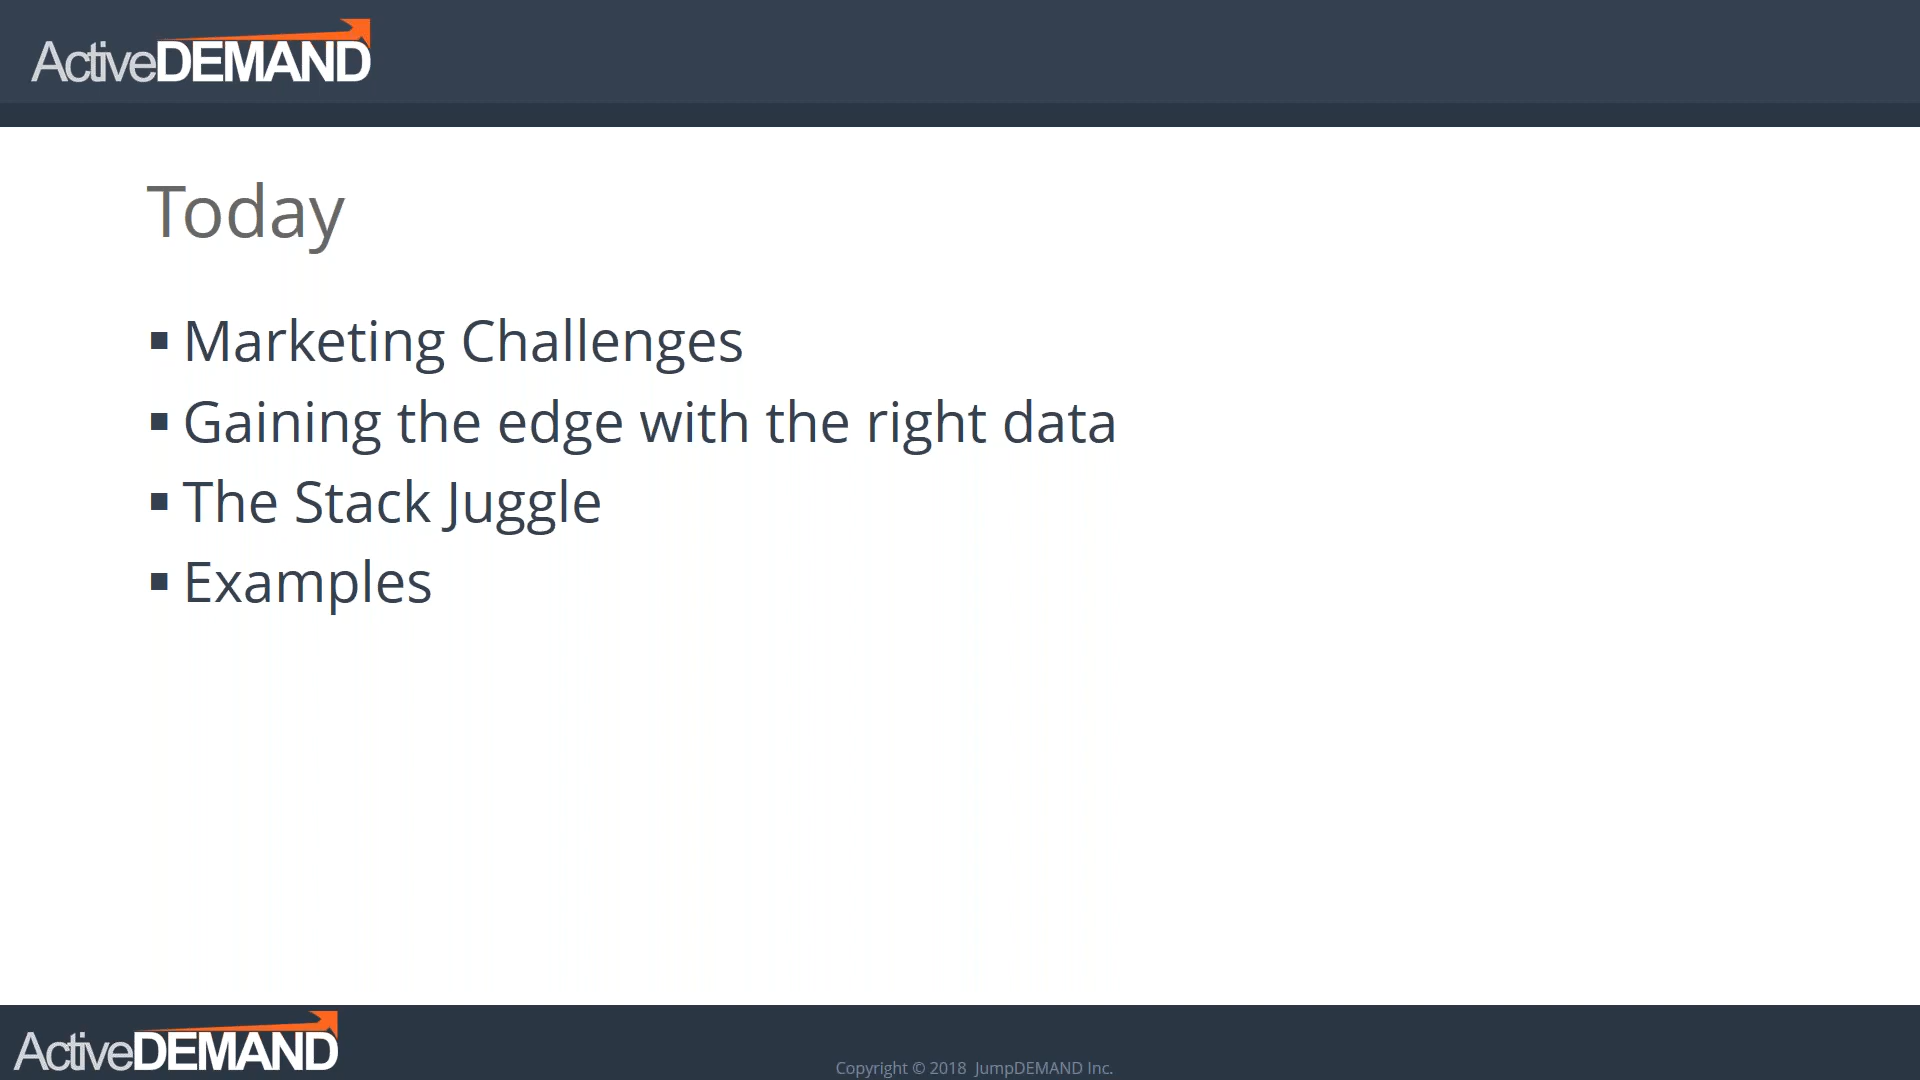 ActiveDEMAND
Today
▪ Marketing Challenges
▪ Gaining the edge with the right data
▪ The Stack Juggle
▪ Examples
ActiveDEMAND
Copyright © 2018 JumpDEMAND Inc.